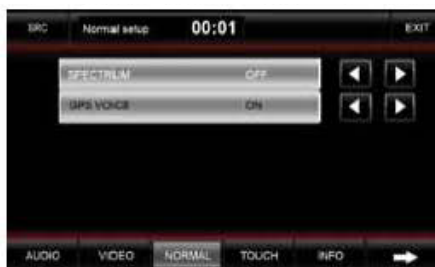 SRC Normal setup 00:01 EXIT
SPECTRUM OFF
GPS VOICE ON
AUDIO VIDEO NORMAL TOUCH INFO